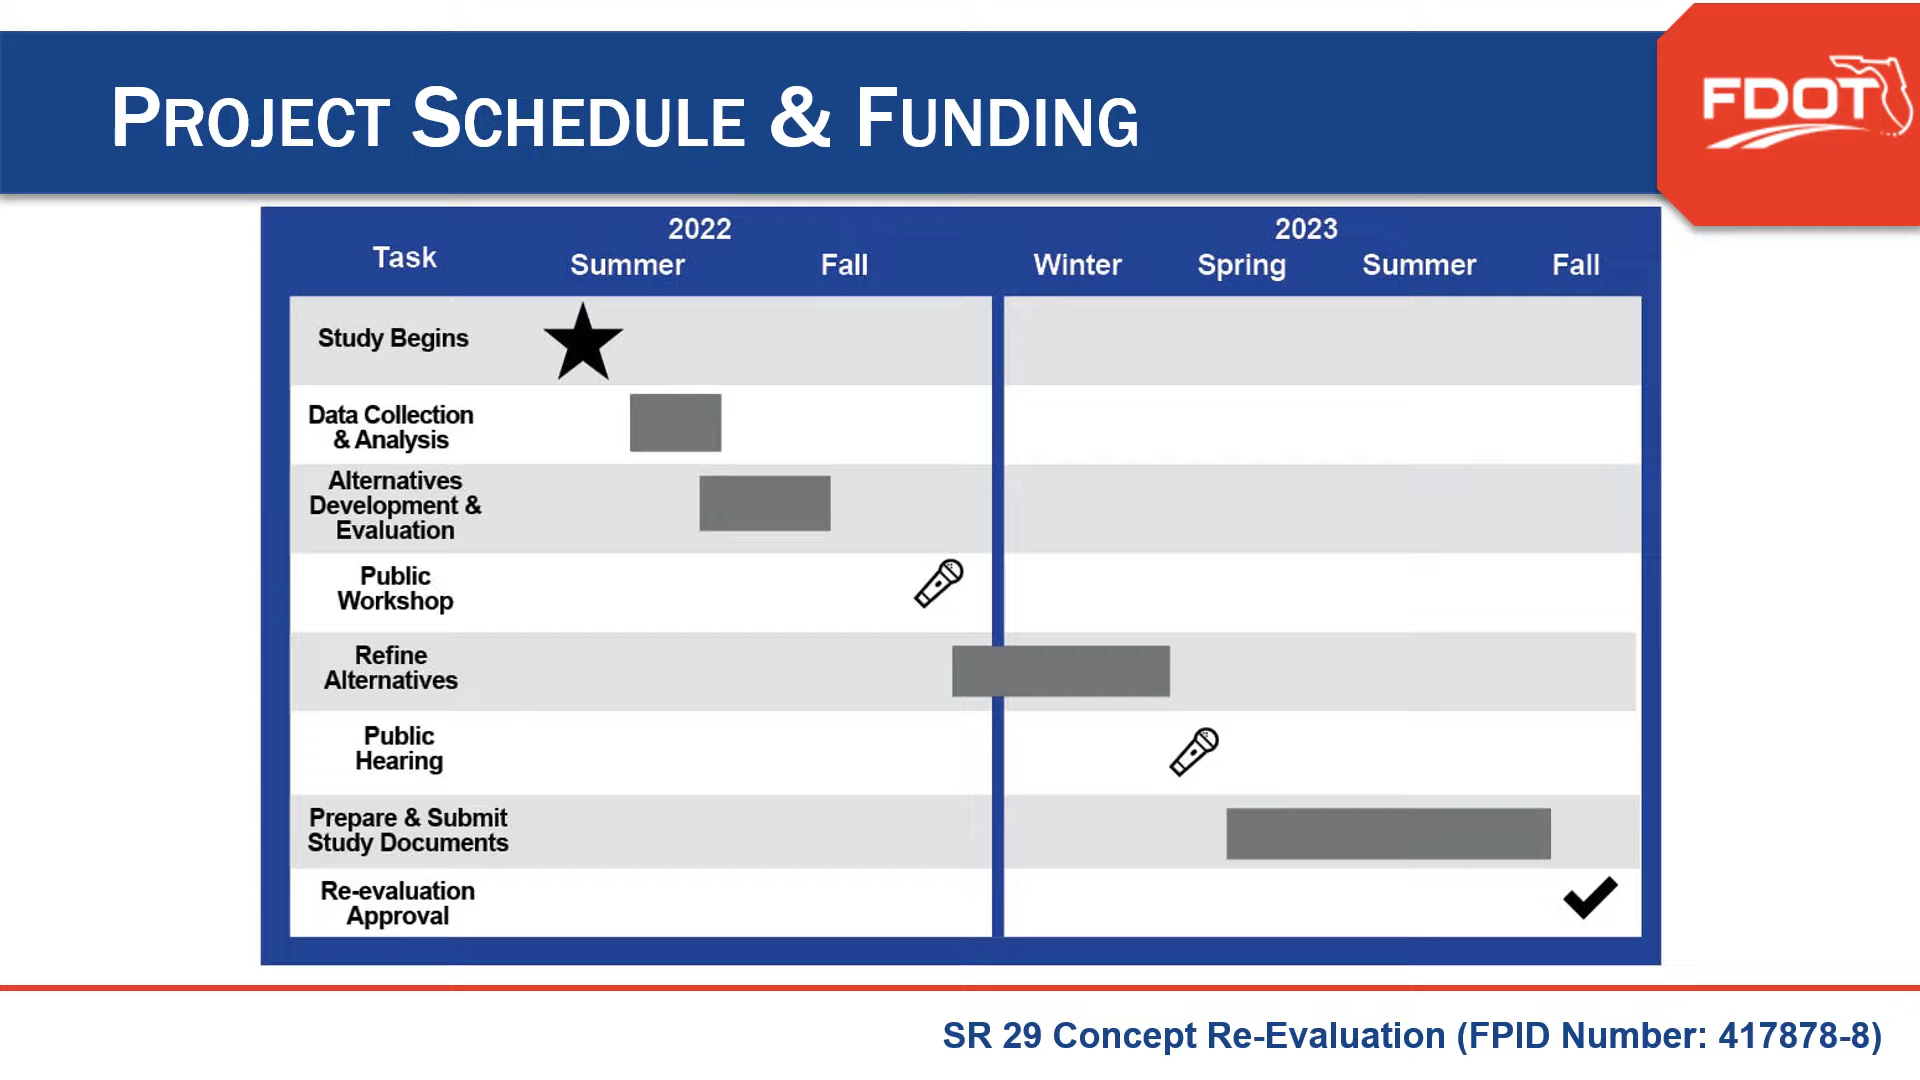 PROJECT SCHEDULE & FUNDING
FDOT
2022
2023
Task
Summer
Fall
Winter
Spring
Summer
Fall
Study Begins
Data Collection
& Analysis
Alternatives
Development &
Evaluation
Public
Workshop
Refine
Alternatives
Public
Hearing
Prepare & Submit
Study Documents
Re-evaluation
Approval
SR 29 Concept Re-Evaluation (FPID Number: 417878-8)